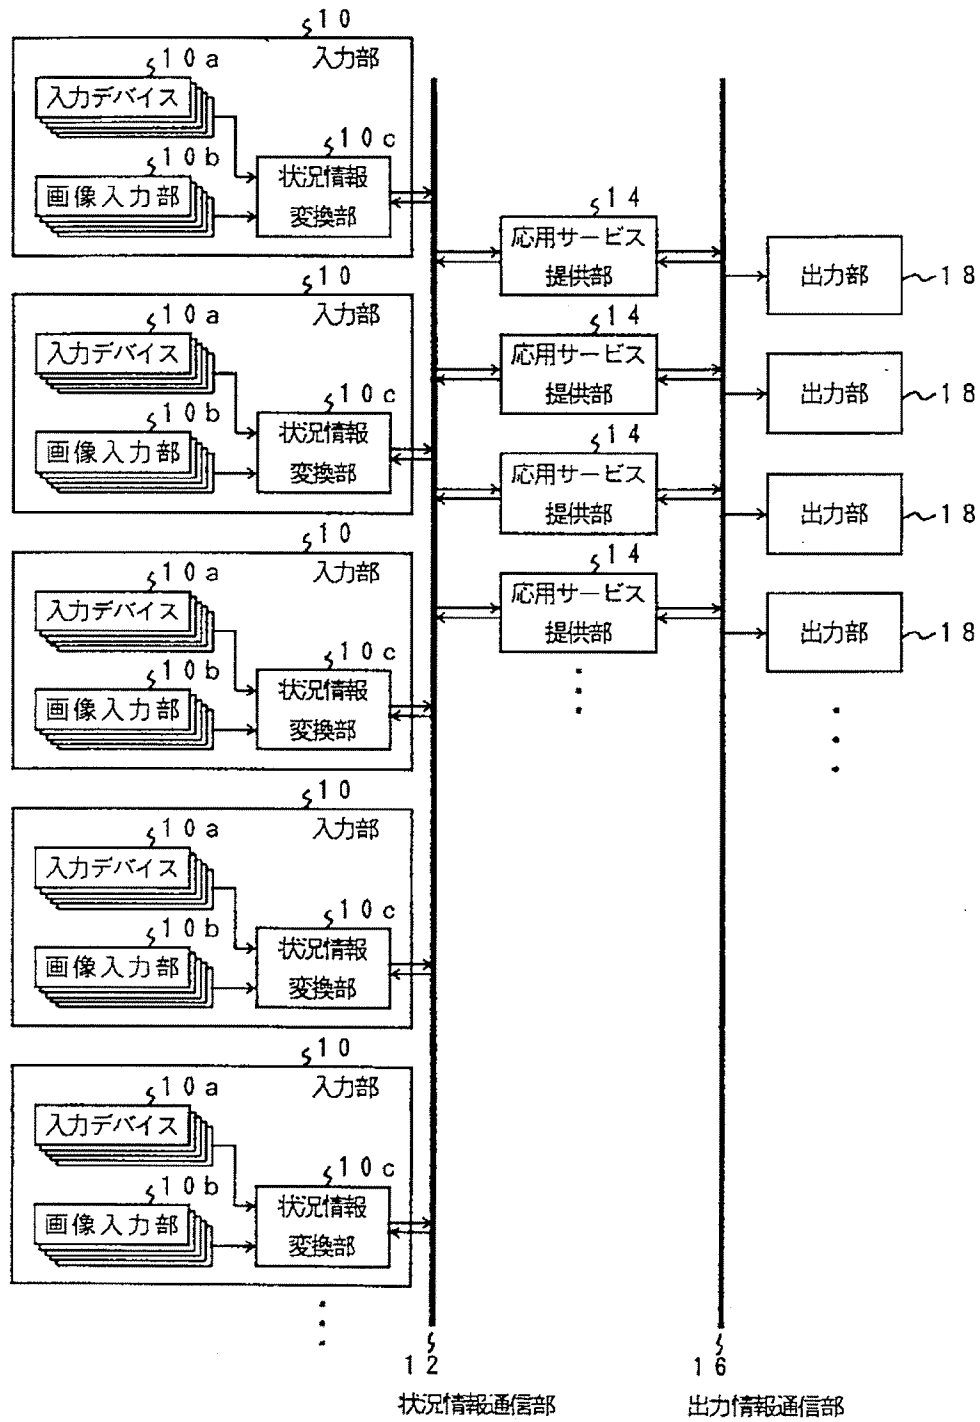 10
入力部
10a
入力デバイス
10b
画像入力部
10c
状況情報
変換部
10
入力部
10a
入力デバイス
10b
画像入力部
10c
状況情報
変換部
10
入力部
10a
入力デバイス
10b
画像入力部
10c
状況情報
変換部
10
入力部
10a
入力デバイス
10b
画像入力部
10c
状況情報
変換部
10
入力部
10a
入力デバイス
10b
画像入力部
10c
状況情報
変換部
14
応用サービス
提供部
14
応用サービス
提供部
14
応用サービス
提供部
14
応用サービス
提供部
出力部 18
出力部 18
出力部 18
出力部 18
12
状況情報通信部
16
出力情報通信部